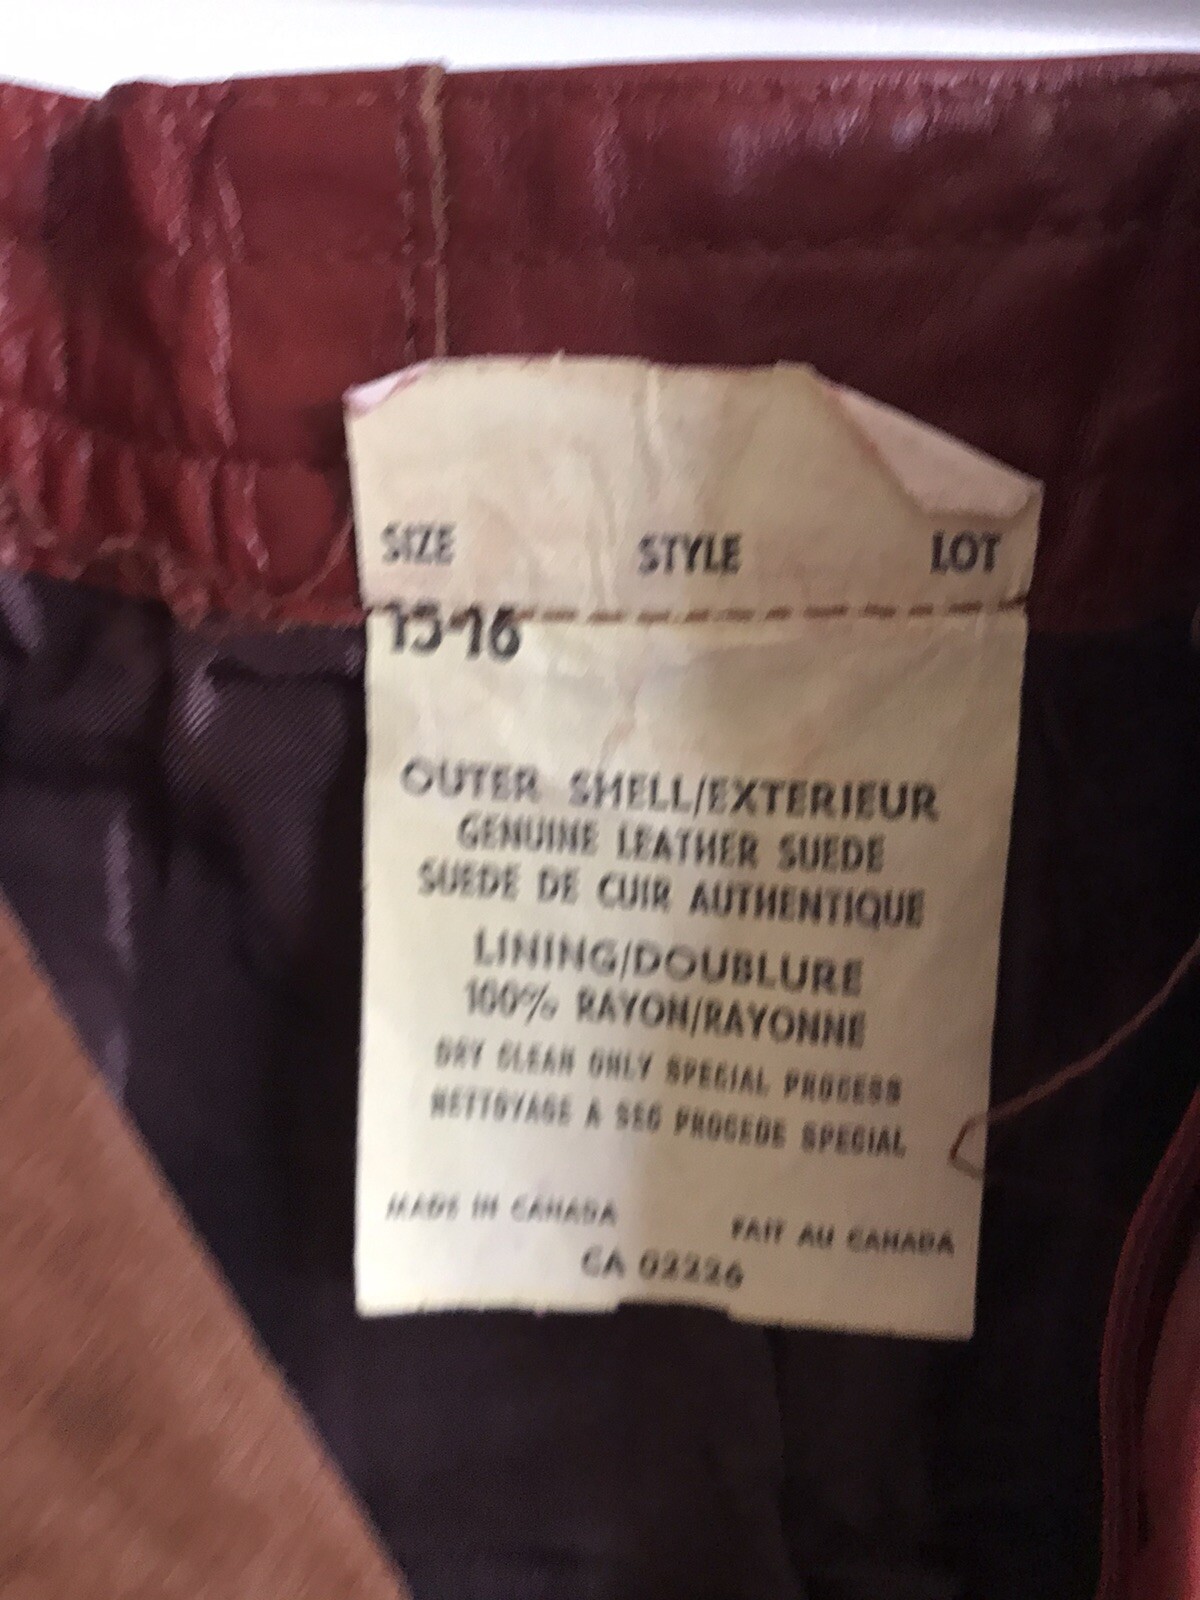 SIZE STYLE LOT
15-16
OUTER SHELL/EXTERIEUR
GENUINE LEATHER SUEDE
SUEDE DE CUIR AUTHENTIQUE
LINING/DOUBLURE
100% RAYON/RAYONNE
DRY CLEAN ONLY SPECIAL PROCESS
NETTOYAGE A SEC PROCEDE SPECIAL
MADE IN CANADA FAIT AU CANADA
CA 02226